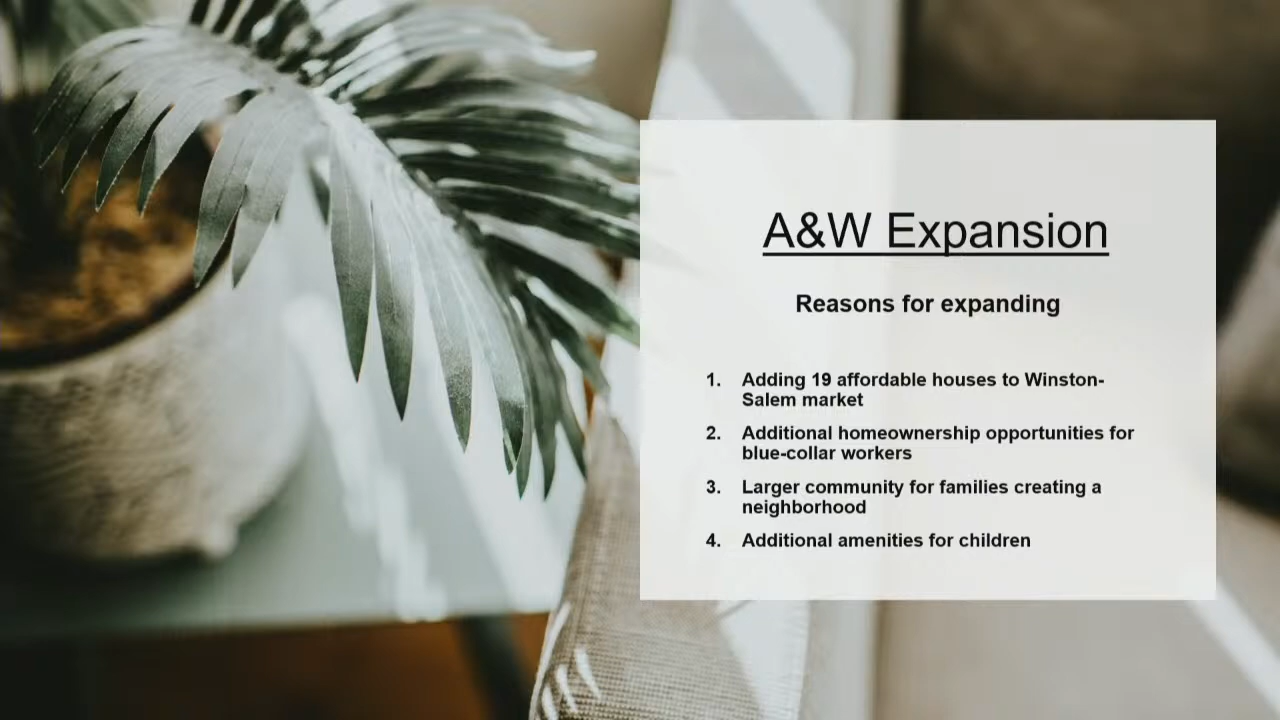 A&W Expansion
Reasons for expanding
1. Adding 19 affordable houses to Winston-
Salem market
2. Additional homeownership opportunities for
blue-collar workers
3. Larger community for families creating a
neighborhood
4. Additional amenities for children